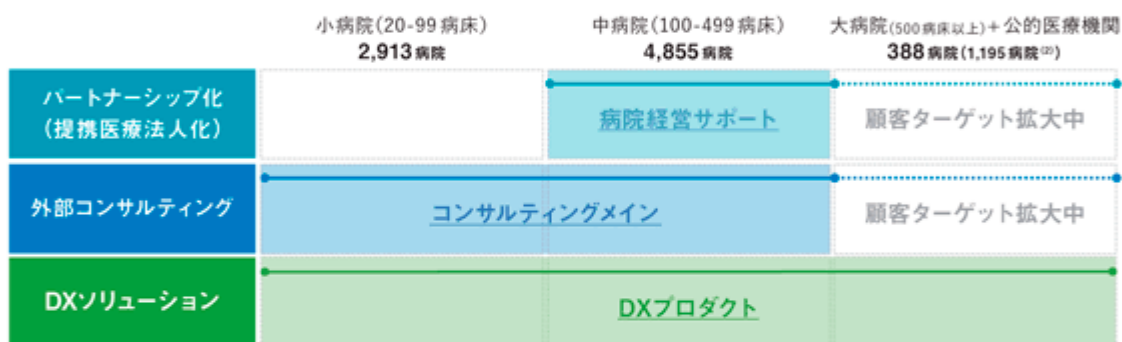 小病院(20-99病床)
2,913病院
中病院(100-499病床)
4,855病院
大病院(500病床以上)+公的医療機関
388病院(1,195病院⁽²⁾)
パートナーシップ化
(提携医療法人化)
病院経営サポート
顧客ターゲット拡大中
外部コンサルティング
コンサルティングメイン
顧客ターゲット拡大中
DXソリューション
DXプロダクト